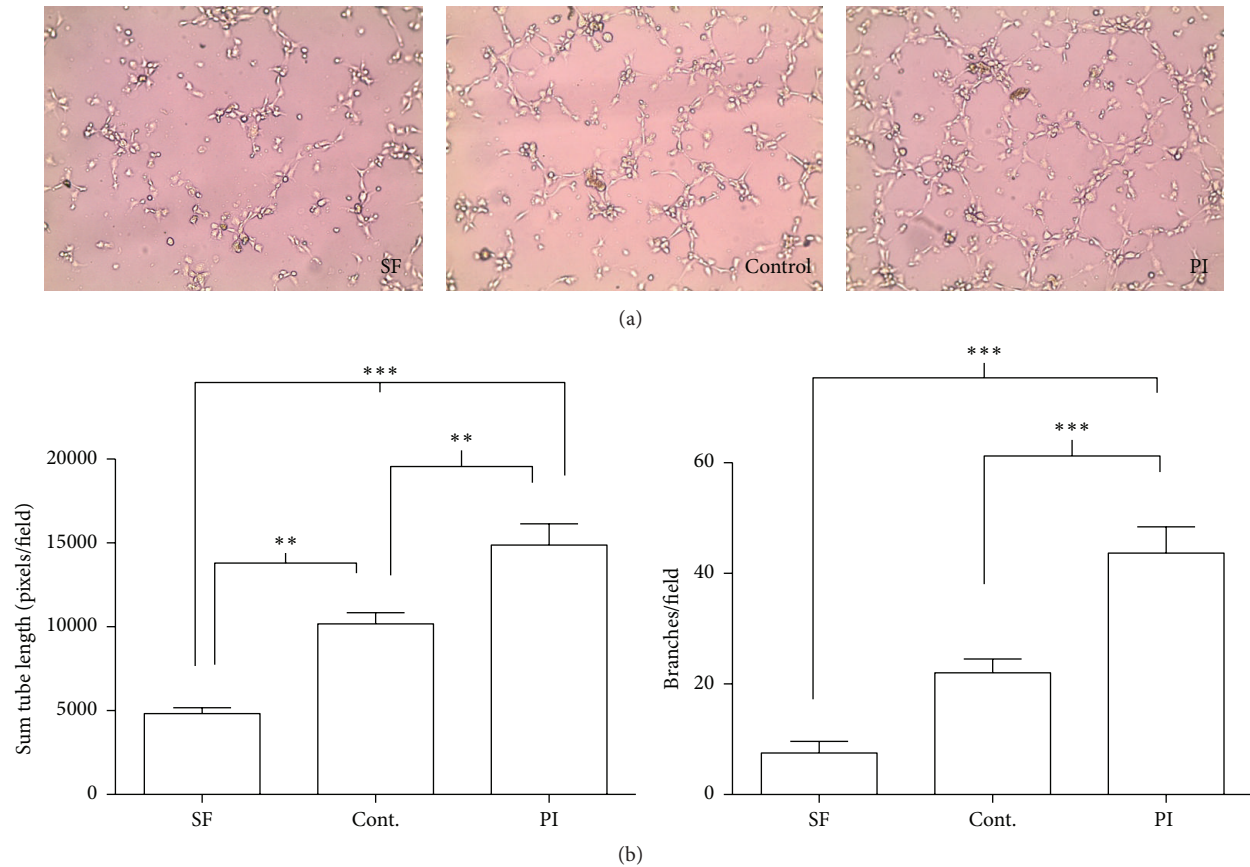 SF
Control
PI
(a)
***
**
**
Sum tube length (pixels/field)
20000
15000
10000
5000
0
SF
Cont.
PI
***
***
Branches/field
60
40
20
0
SF
Cont.
PI
(b)